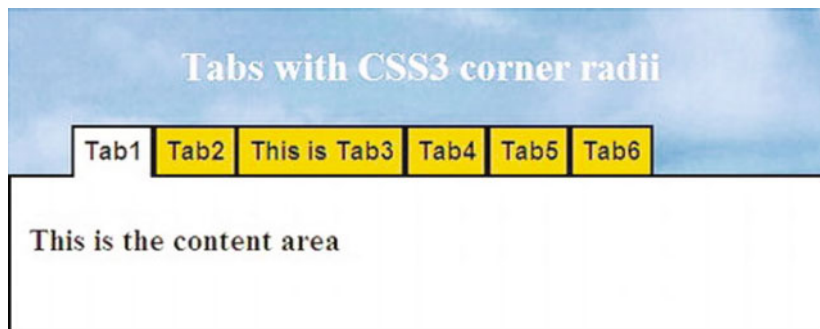 Tabs with CSS3 corner radii
Tab1 Tab2 This is Tab3 Tab4 Tab5 Tab6
This is the content area